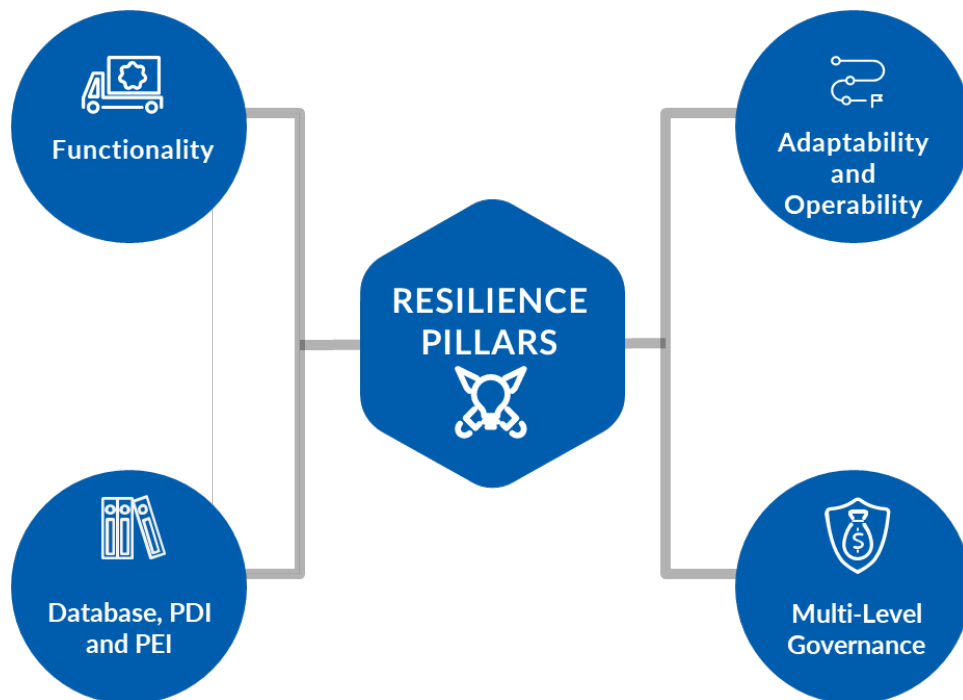 Functionality
Adaptability
and
Operability
RESILIENCE
PILLARS
Database, PDI
and PEI
$
Multi-Level
Governance